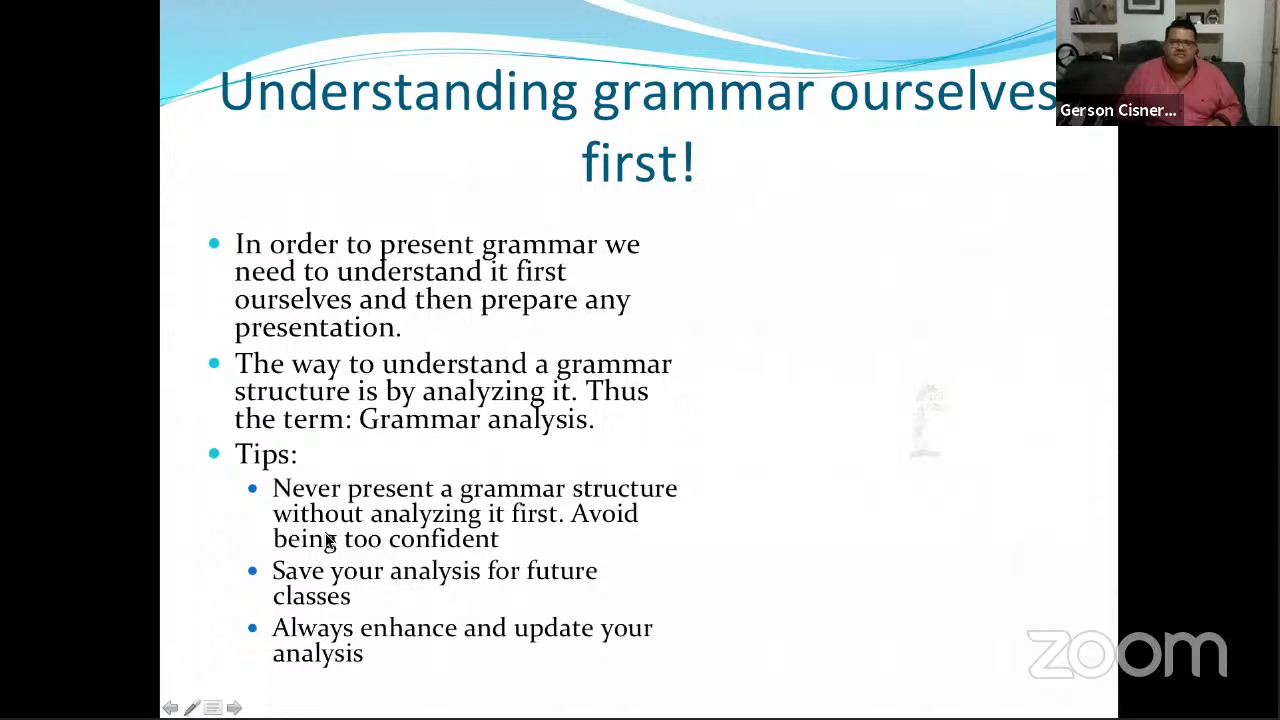 Understanding grammar ourselves
first!
Gerson Cisner...
In order to present grammar we
need to understand it first
ourselves and then prepare any
presentation.
The way to understand a grammar
structure is by analyzing it. Thus
the term: Grammar analysis.
Tips:
Never present a grammar structure
without analyzing it first. Avoid
being too confident
Save your analysis for future
classes
Always enhance and update your
analysis
zoom